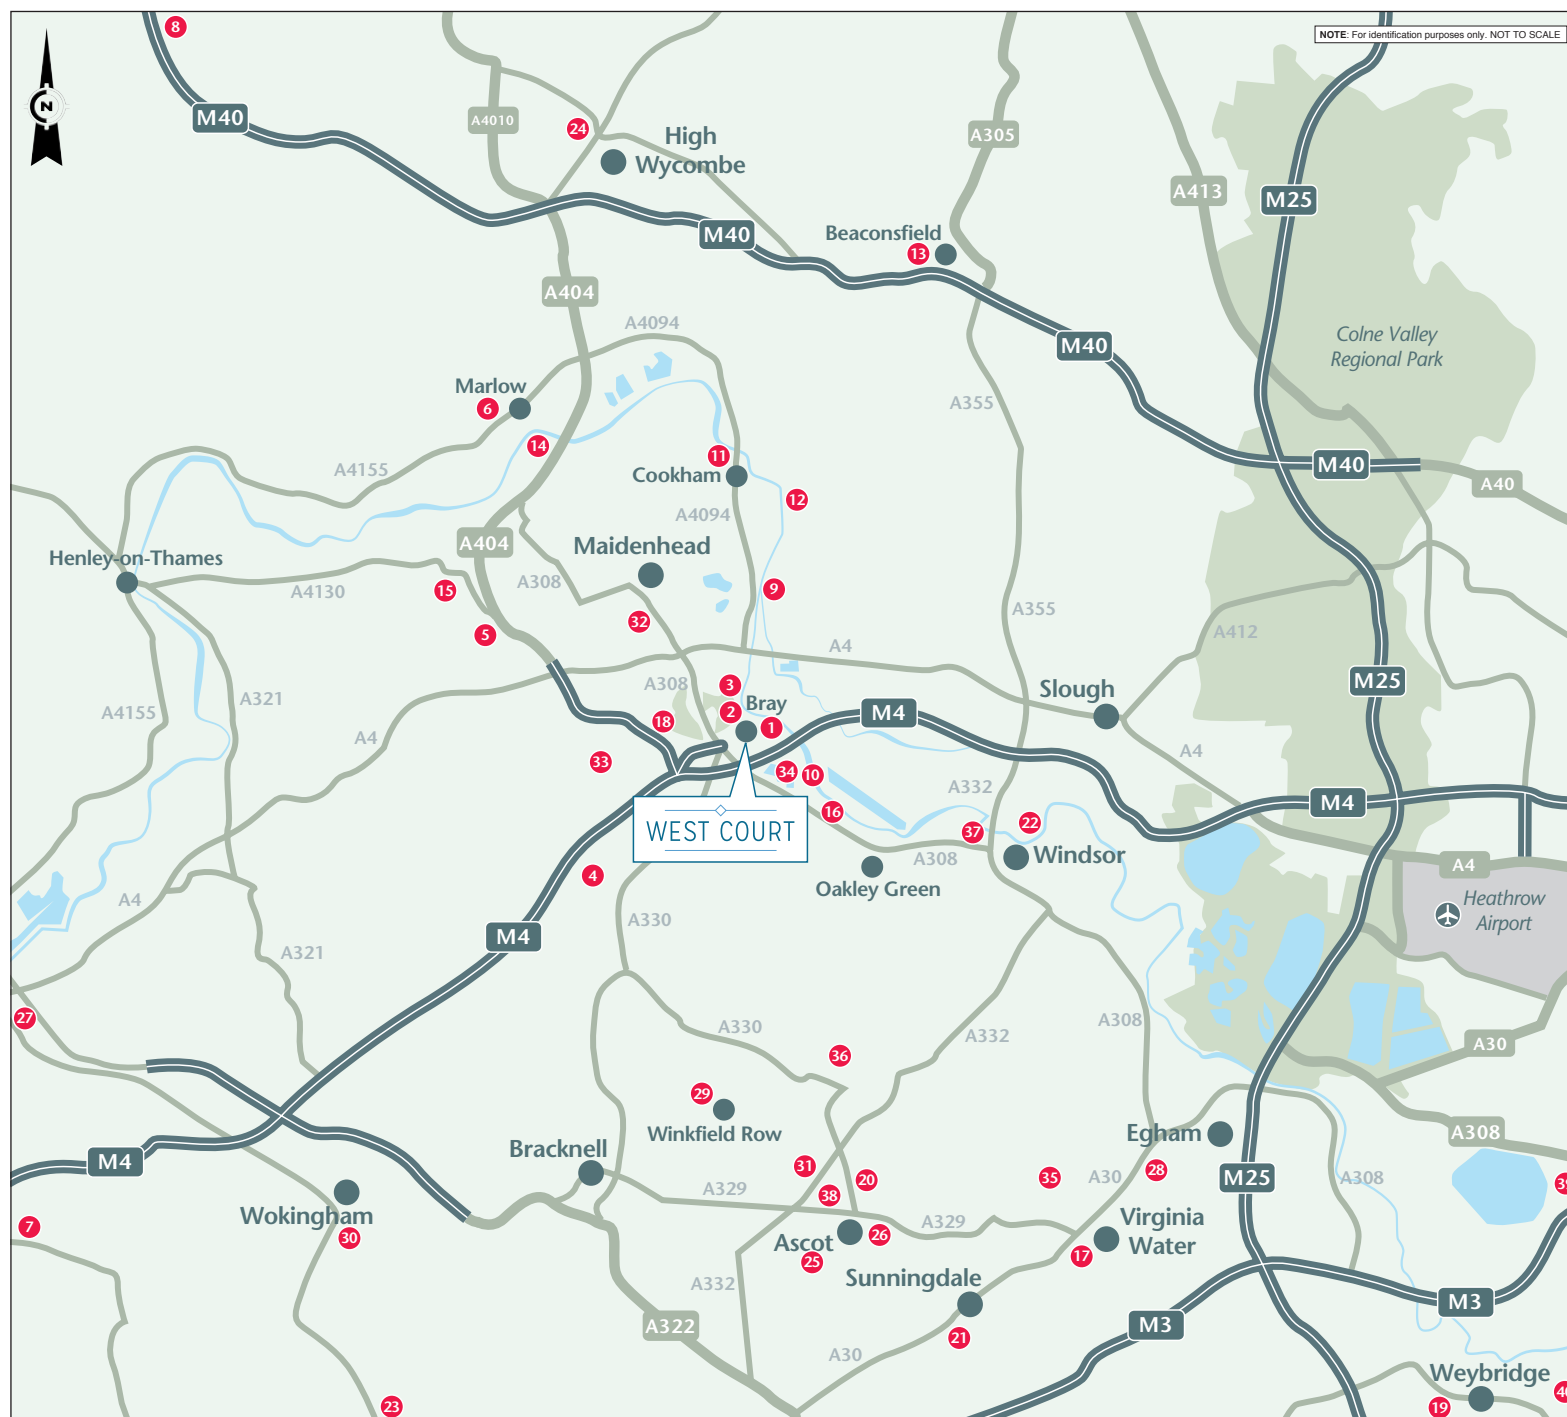 8
NOTE: For identification purposes only. NOT TO SCALE
N
M40
A4010
24
High
Wycombe
A305
A413
M25
M40
Beaconsfield
13
A404
A4094
Colne Valley
Regional Park
M40
Marlow
6
A355
14
11
A4155
Cookham
M40
A40
12
A4094
A404
Maidenhead
Henley-on-Thames
A308
15
A4130
9
A355
32
A412
5
A4
A308
3
Slough
M25
A321
A4155
2
Bray
1
M4
18
A4
A4
33
34
10
A332
M4
16
22
37
WEST COURT
Windsor
A308
A4
4
Oakley Green
A4
A330
Heathrow
Airport
M4
A321
27
A330
A308
A332
A30
36
29
Winkfield Row
Egham
A308
Bracknell
M4
31
28
20
35
A30
M25
A308
39
A329
38
Wokingham
7
30
Ascot
26
A329
Virginia
Water
17
25
Sunningdale
A332
M3
A322
M3
21
A30
Weybridge
40
23
19